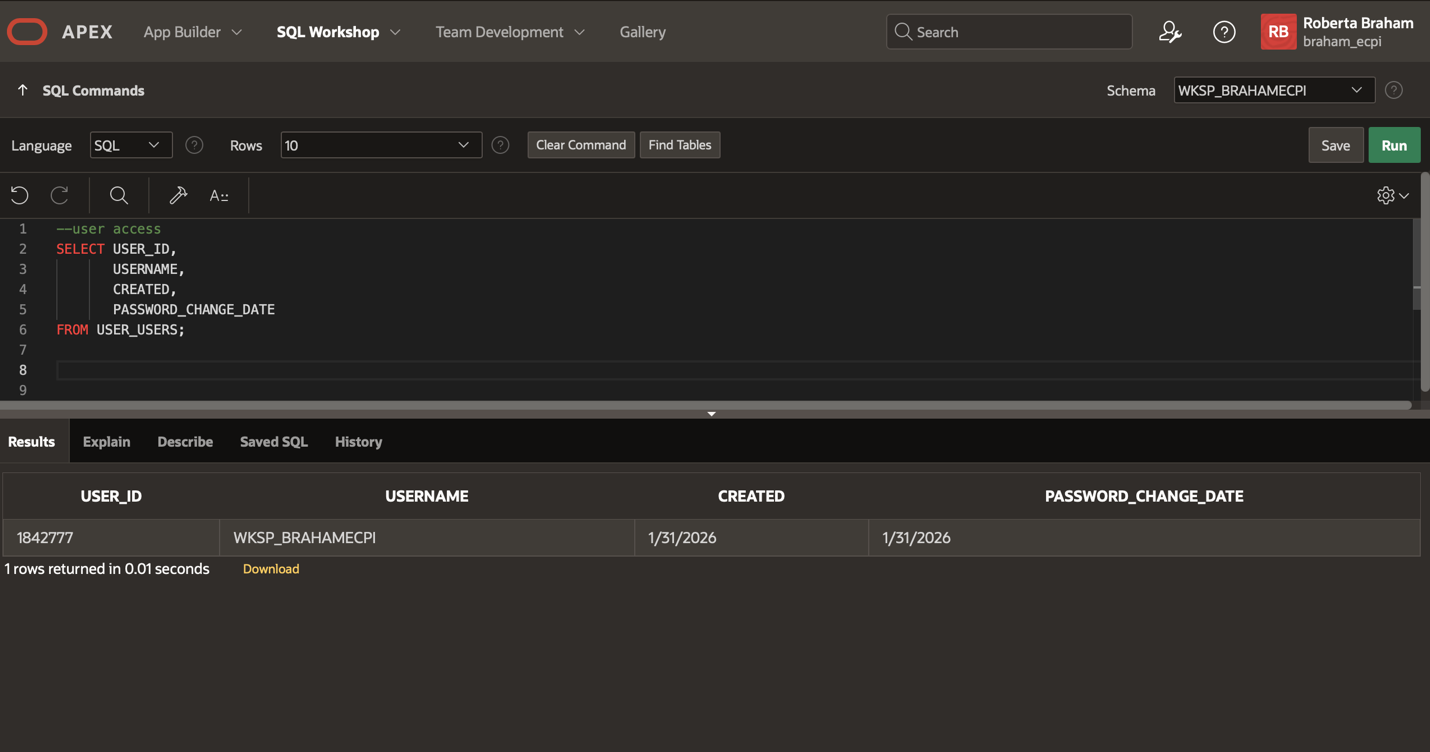 APEX App Builder SQL Workshop Team Development Gallery Search RB Roberta Braham
braham_ecpi
SQL Commands Schema WKSP_BRAHAMECPI
Language SQL Rows 10 Clear Command Find Tables Save Run
A::
1 --user access
2 SELECT USER_ID,
3 USERNAME,
4 CREATED,
5 PASSWORD_CHANGE_DATE
6 FROM USER_USERS;
7
8
9
Results Explain Describe Saved SQL History
USER_ID USERNAME CREATED PASSWORD_CHANGE_DATE
1842777 WKSP_BRAHAMECPI 1/31/2026 1/31/2026
1 rows returned in 0.01 seconds Download